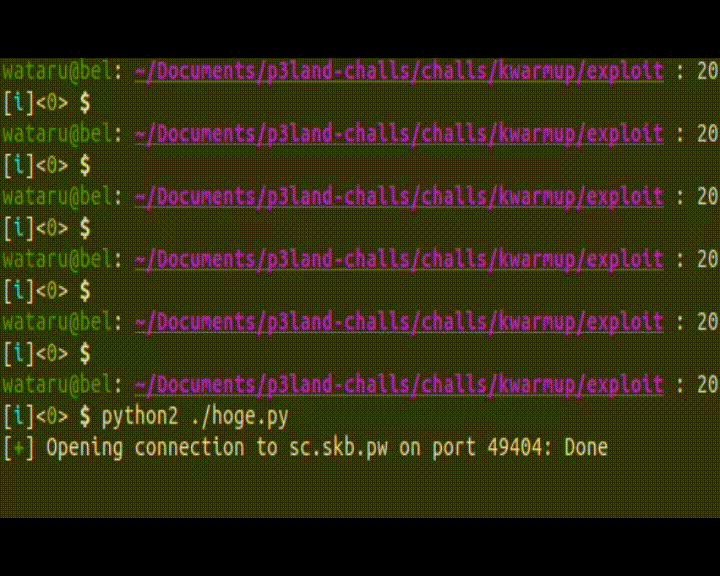 wataru@bel: ~/Documents/p3land-challs/challs/kwarmup/exploit : 20
[i]<0> $
wataru@bel: ~/Documents/p3land-challs/challs/kwarmup/exploit : 20
[i]<0> $
wataru@bel: ~/Documents/p3land-challs/challs/kwarmup/exploit : 20
[i]<0> $
wataru@bel: ~/Documents/p3land-challs/challs/kwarmup/exploit : 20
[i]<0> $
wataru@bel: ~/Documents/p3land-challs/challs/kwarmup/exploit : 20
[i]<0> $
wataru@bel: ~/Documents/p3land-challs/challs/kwarmup/exploit : 20
[i]<0> $ python2 ./hoge.py
[+] Opening connection to sc.skb.pw on port 49404: Done